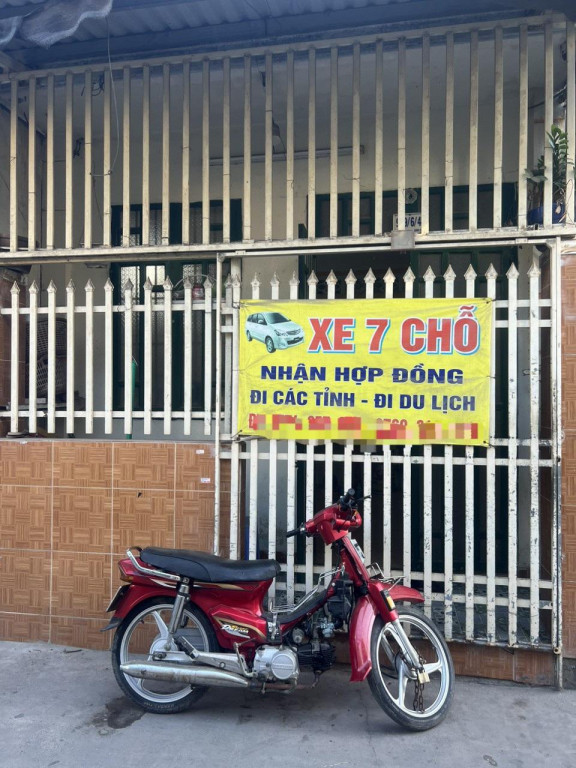 XE 7 CHỖ
NHẬN HỢP ĐỒNG
ĐI CÁC TỈNH - ĐI DU LỊCH